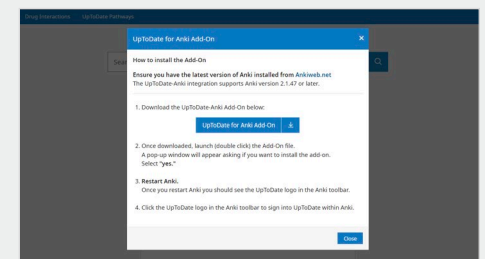 Drug Interactions UpToDate Pathways
UpToDate for Anki Add-On ×
How to install the Add-On
Ensure you have the latest version of Anki installed from Ankiweb.net
The UpToDate-Anki integration supports Anki version 2.1.47 or later.
1. Download the UpToDate-Anki Add-On below:
UpToDate for Anki Add-On
2. Once downloaded, launch (double click) the Add-On file.
A pop-up window will appear asking if you want to install the add-on.
Select "yes."
3. Restart Anki.
Once you restart Anki you should see the UpToDate logo in the Anki toolbar.
4. Click the UpToDate logo in the Anki toolbar to sign into UpToDate within Anki.
Close